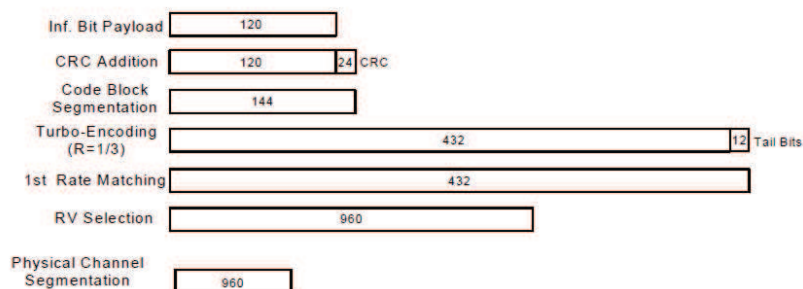 Inf. Bit Payload 120
CRC Addition 120 24 CRC
Code Block
Segmentation 144
Turbo-Encoding
(R=1/3) 432 12 Tail Bits
1st Rate Matching 432
RV Selection 960
Physical Channel
Segmentation 960